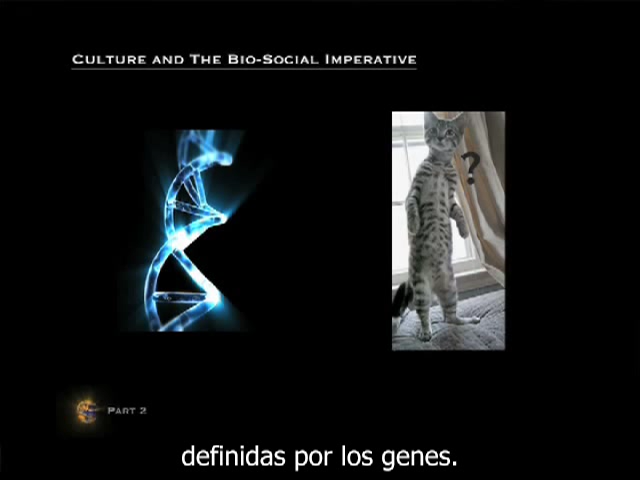 CULTURE AND THE BIO-SOCIAL IMPERATIVE
?
PART 2
definidas por los genes.